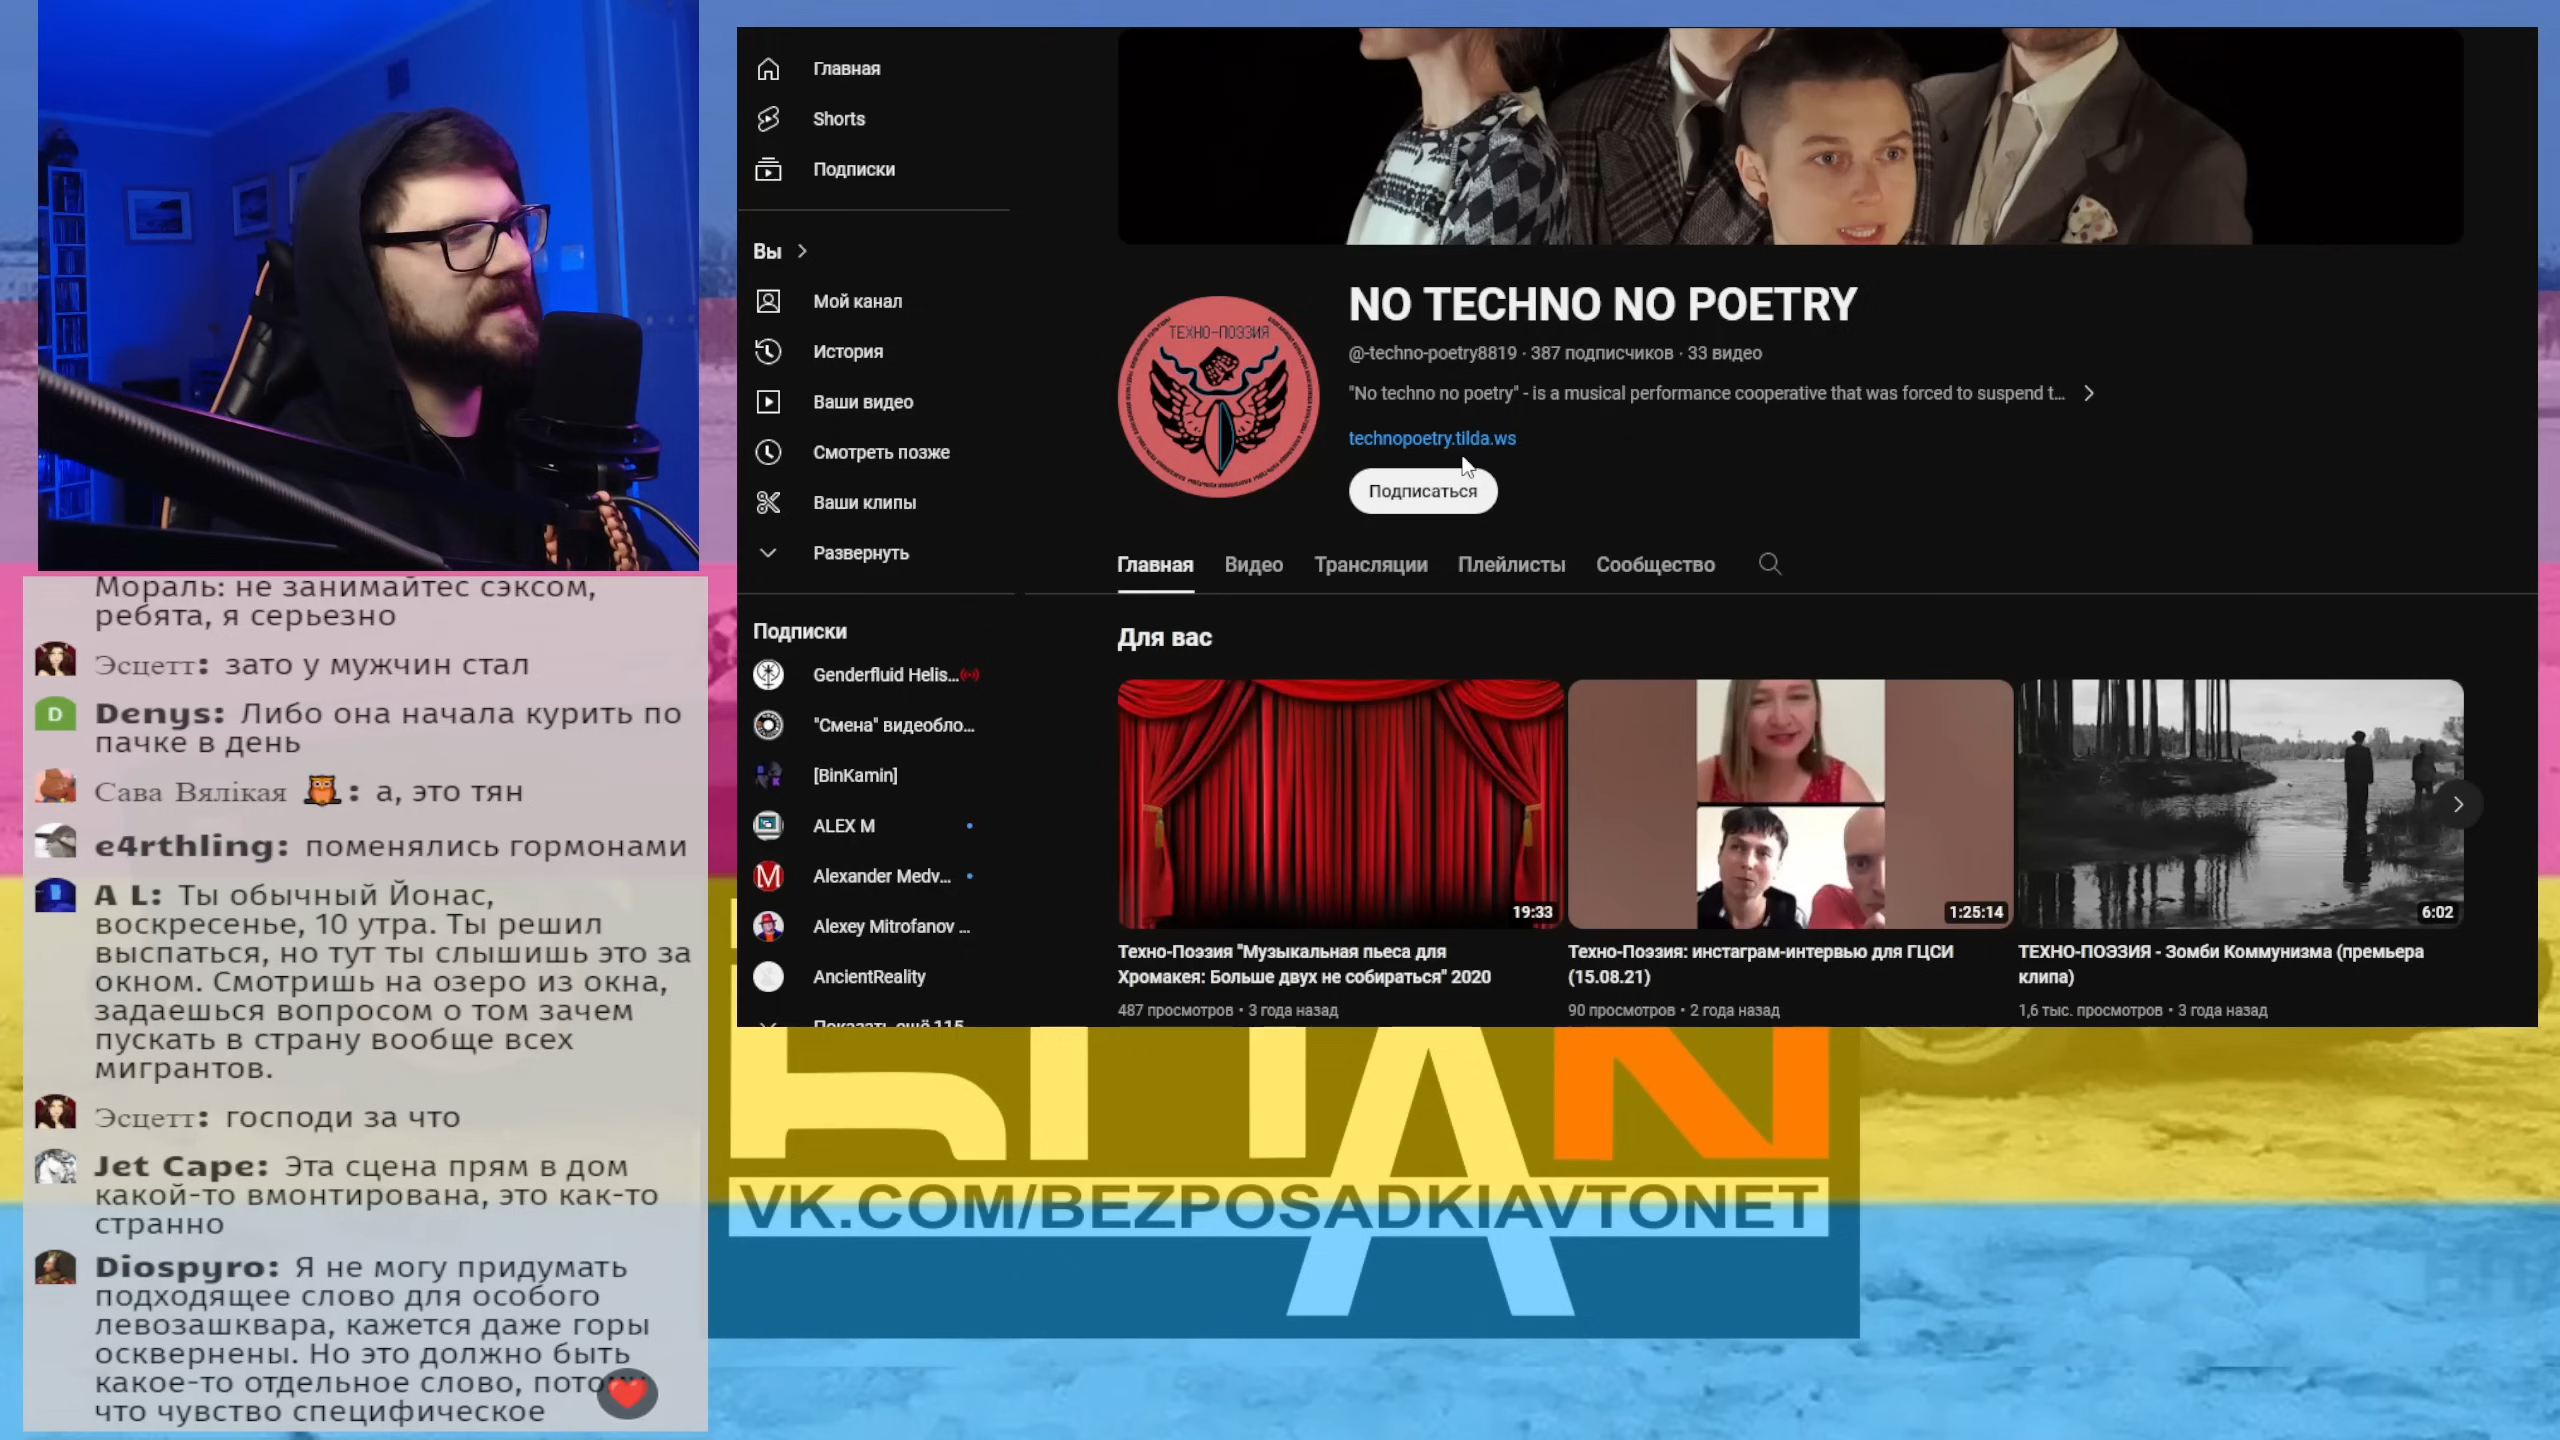 Мораль: не занимайтес сэксом,
ребята, я серьезно
Эсцетт: зато у мужчин стал
Denys: Либо она начала курить по
пачке в день
Сава Вялікая 🦉: а, это тян
e4rthling: поменялись гормонами
A L: Ты обычный Йонас,
воскресенье, 10 утра. Ты решил
выспаться, но тут ты слышишь это за
окном. Смотришь на озеро из окна,
задаешься вопросом о том зачем
пускать в страну вообще всех
мигрантов.
Эсцетт: господи за что
Jet Cape: Эта сцена прям в дом
какой-то вмонтирована, это как-то
странно
Diospyro: Я не могу придумать
подходящее слово для особого
левозашквара, кажется даже горы
осквернены. Но это должно быть
какое-то отдельное слово,
что чувство специфическое
Главная
Shorts
Подписки
Вы
Мой канал
История
Ваши видео
Смотреть позже
Ваши клипы
Развернуть
Подписки
Genderfluid Helis...
"Смена" видеобло...
[BinKamin]
ALEX M
Alexander Medv...
Alexey Mitrofanov ...
AncientReality
Показать ещё 115
ТЕХНО-ПОЭЗИЯ
NO TECHNO NO POETRY
@-techno-poetry8819 · 387 подписчиков · 33 видео
"No techno no poetry" - is a musical performance cooperative that was forced to suspend t...
technopoetry.tilda.ws
Подписаться
Главная Видео Трансляции Плейлисты Сообщество
Для вас
19:33
Техно-Поэзия "Музыкальная пьеса для
Хромакея: Больше двух не собираться" 2020
487 просмотров • 3 года назад
1:25:14
Техно-Поэзия: инстаграм-интервью для ГЦСИ
(15.08.21)
90 просмотров • 2 года назад
6:02
ТЕХНО-ПОЭЗИЯ - Зомби Коммунизма (премьера
клипа)
1,6 тыс. просмотров • 3 года назад
VK.COM/BEZPOSADKIAVTONET